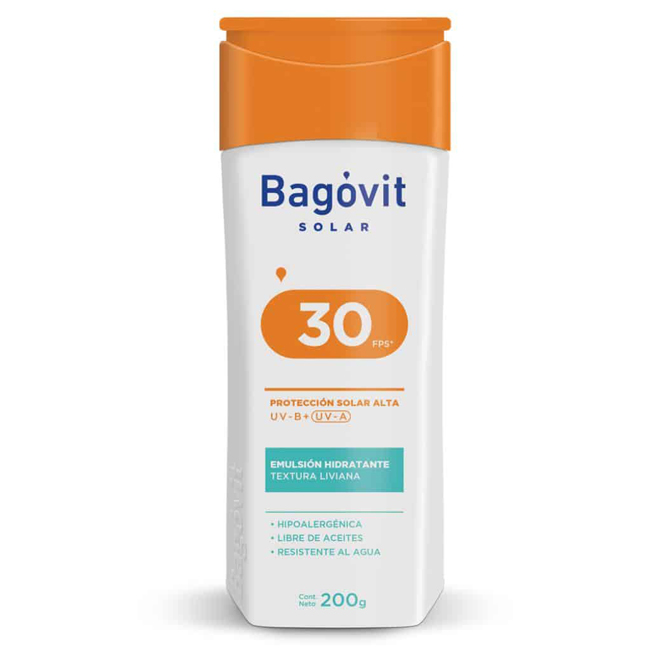 Bagóvit
SOLAR
30
FPS*
PROTECCIÓN SOLAR ALTA
UV-B+UV-A
EMULSIÓN HIDRATANTE
TEXTURA LIVIANA
• HIPOALERGÉNICA
• LIBRE DE ACEITES
• RESISTENTE AL AGUA
Cont.
Neto 200g
Bagóvit